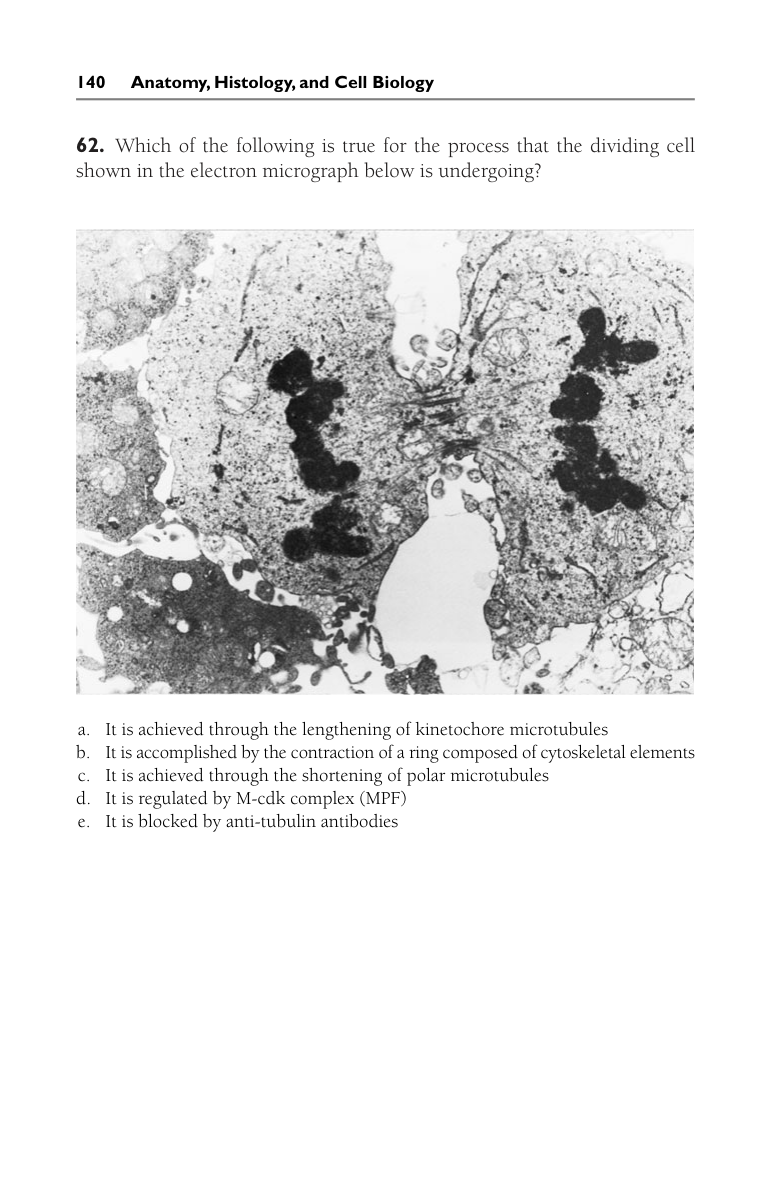 140 Anatomy, Histology, and Cell Biology
62. Which of the following is true for the process that the dividing cell
shown in the electron micrograph below is undergoing?
a. It is achieved through the lengthening of kinetochore microtubules
b. It is accomplished by the contraction of a ring composed of cytoskeletal elements
c. It is achieved through the shortening of polar microtubules
d. It is regulated by M-cdk complex (MPF)
e. It is blocked by anti-tubulin antibodies